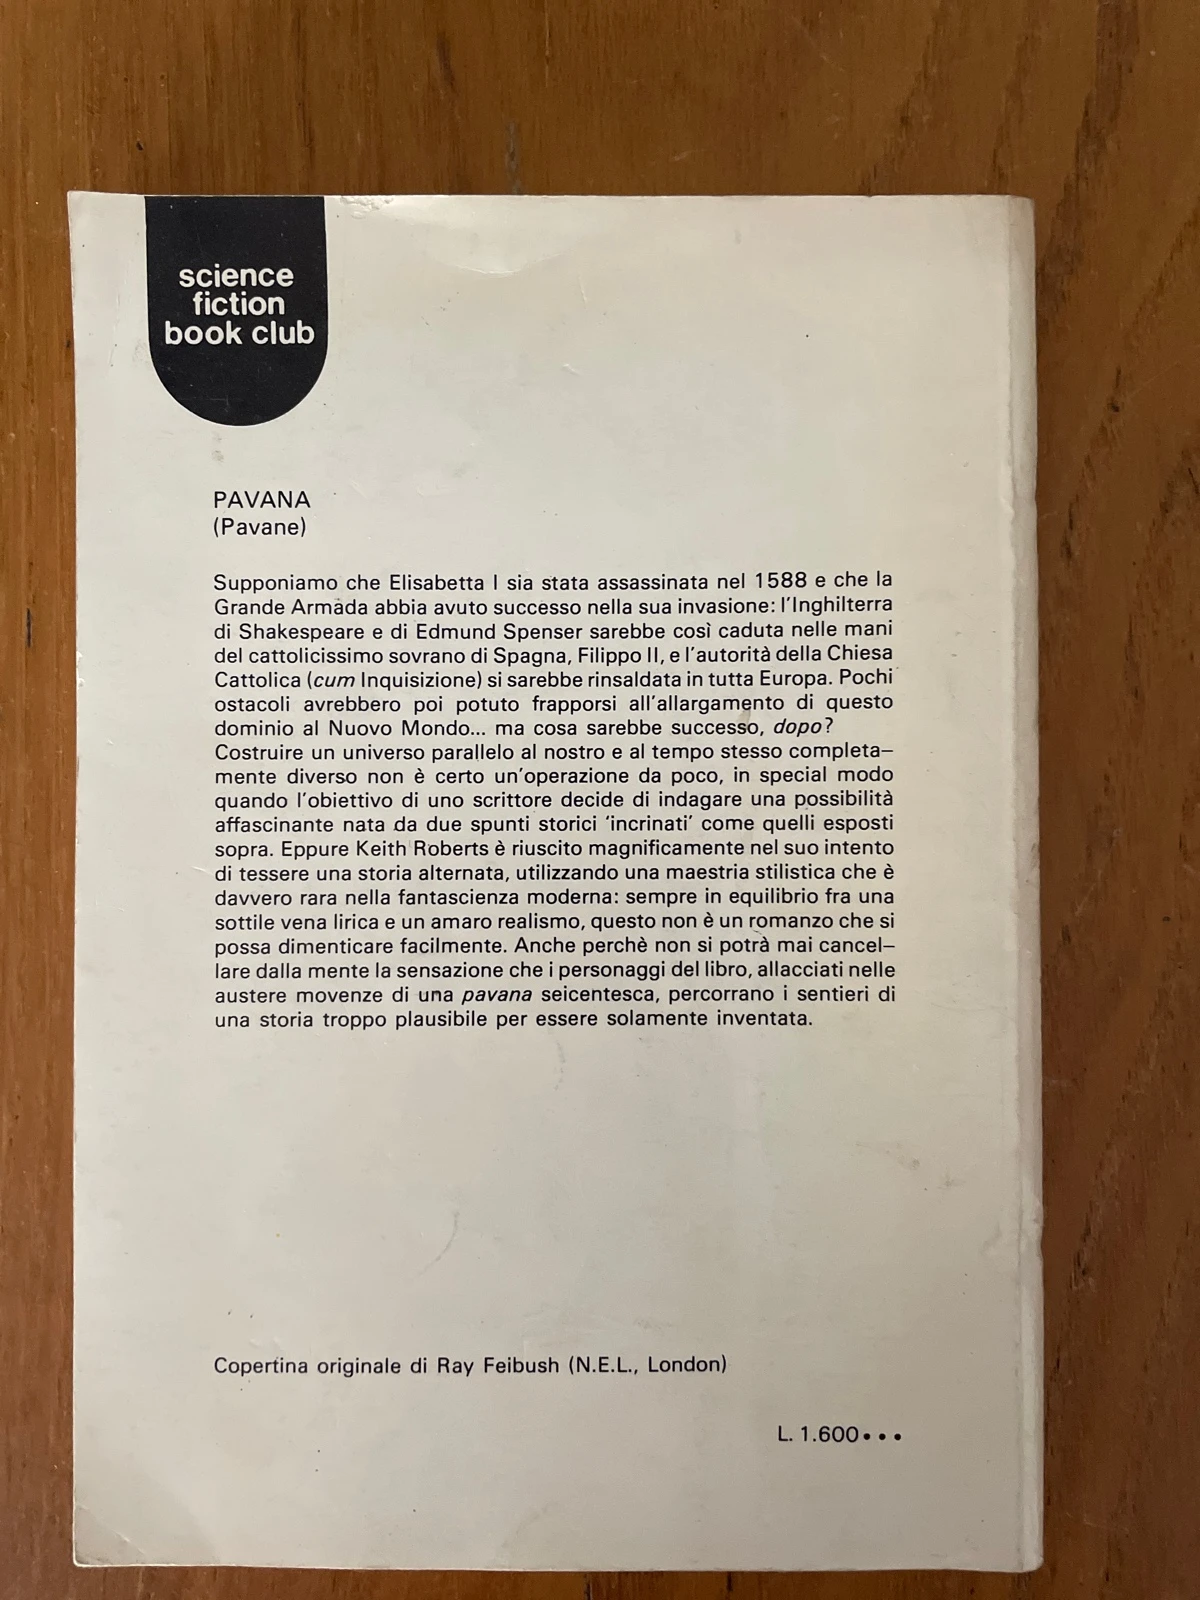 science
fiction
book club
PAVANA
(Pavane)
Supponiamo che Elisabetta I sia stata assassinata nel 1588 e che la
Grande Armada abbia avuto successo nella sua invasione: l'Inghilterra
di Shakespeare e di Edmund Spenser sarebbe così caduta nelle mani
del cattolicissimo sovrano di Spagna, Filippo II, e l'autorità della Chiesa
Cattolica (cum Inquisizione) si sarebbe rinsaldata in tutta Europa. Pochi
ostacoli avrebbero poi potuto frapporsi all'allargamento di questo
dominio al Nuovo Mondo... ma cosa sarebbe successo, dopo?
Costruire un universo parallelo al nostro e al tempo stesso completa-
mente diverso non è certo un'operazione da poco, in special modo
quando l'obiettivo di uno scrittore decide di indagare una possibilità
affascinante nata da due spunti storici 'incrinati' come quelli esposti
sopra. Eppure Keith Roberts è riuscito magnificamente nel suo intento
di tessere una storia alternata, utilizzando una maestria stilistica che è
davvero rara nella fantascienza moderna: sempre in equilibrio fra una
sottile vena lirica e un amaro realismo, questo non è un romanzo che si
possa dimenticare facilmente. Anche perchè non si potrà mai cancel-
lare dalla mente la sensazione che i personaggi del libro, allacciati nelle
austere movenze di una pavana seicentesca, percorrano i sentieri di
una storia troppo plausibile per essere solamente inventata.
Copertina originale di Ray Feibush (N.E.L., London)
L. 1.600•••